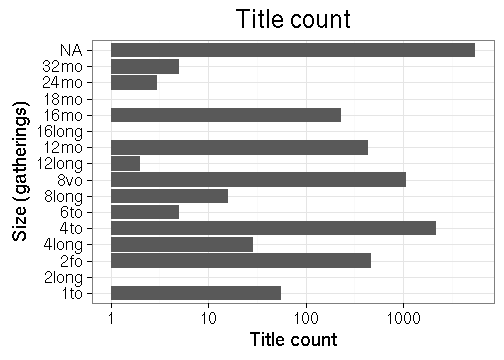 Title count
Size (gatherings)
NA
32mo
24mo
18mo
16mo
16long
12mo
12long
8vo
8long
6to
4to
4long
2fo
2long
1to
1 10 100 1000
Title count